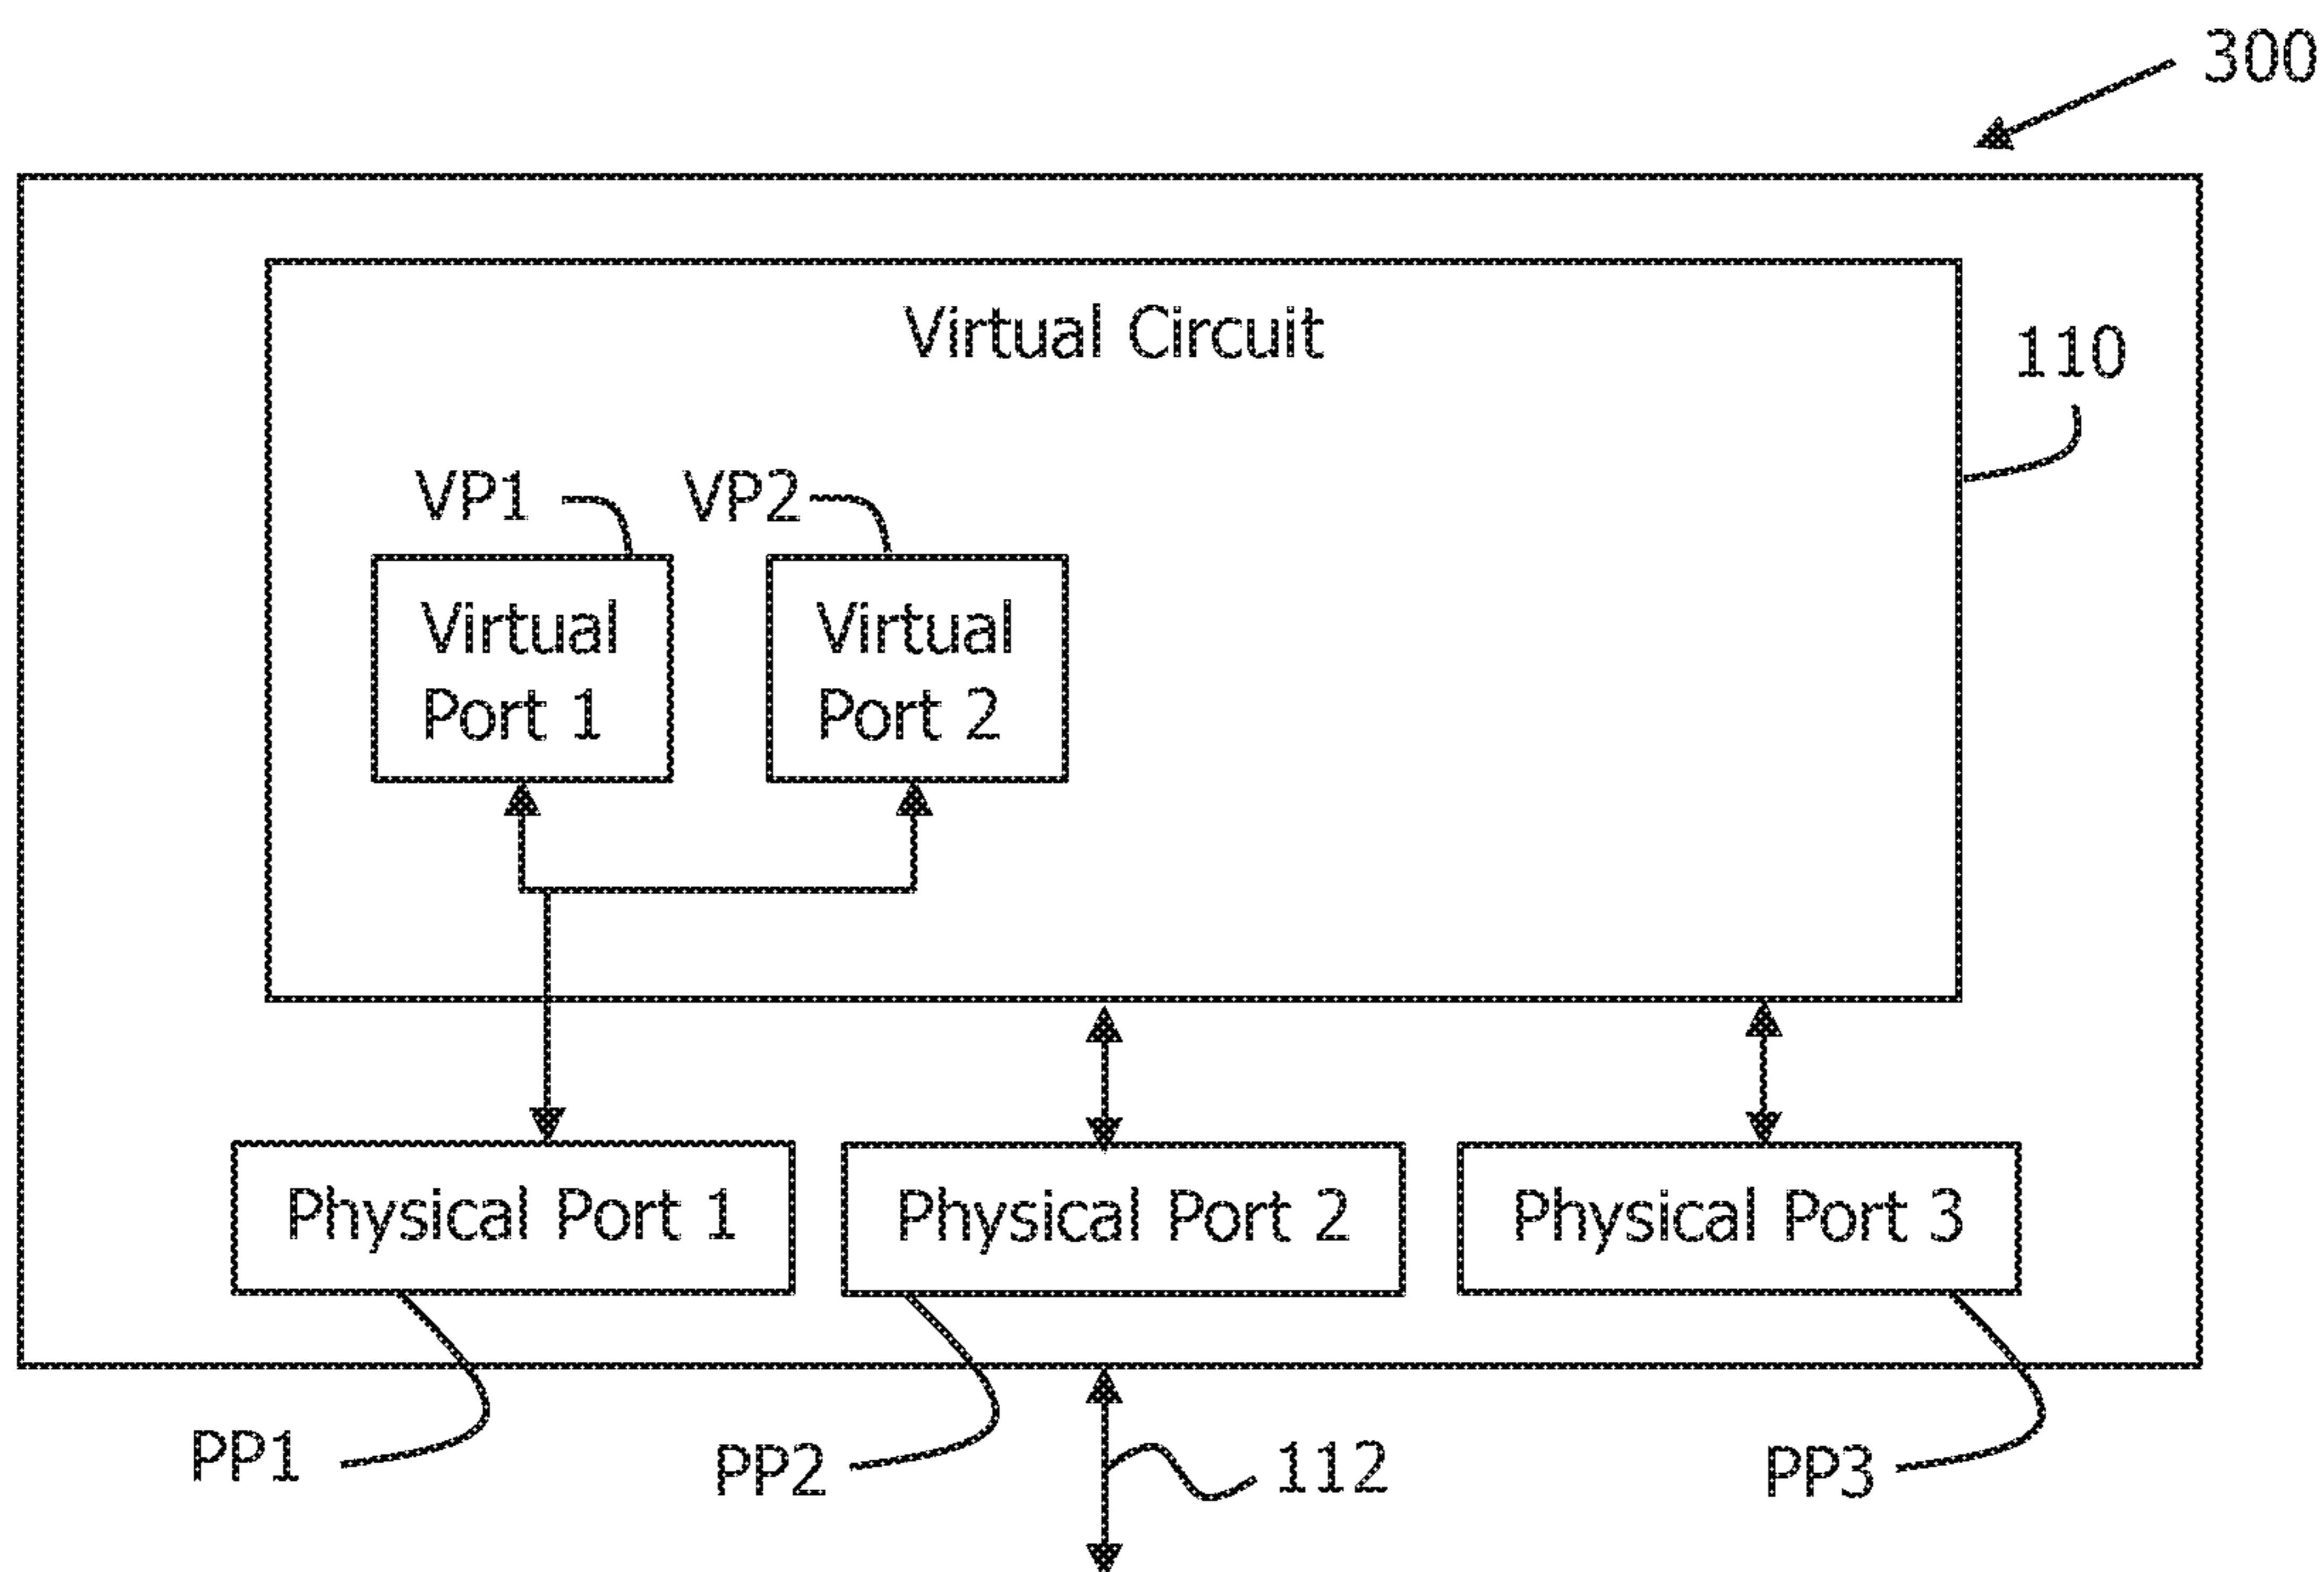 300
Virtual Circuit
110
VP1
VP2
Virtual
Port 1
Virtual
Port 2
Physical Port 1
Physical Port 2
Physical Port 3
PP1
PP2
112
PP3